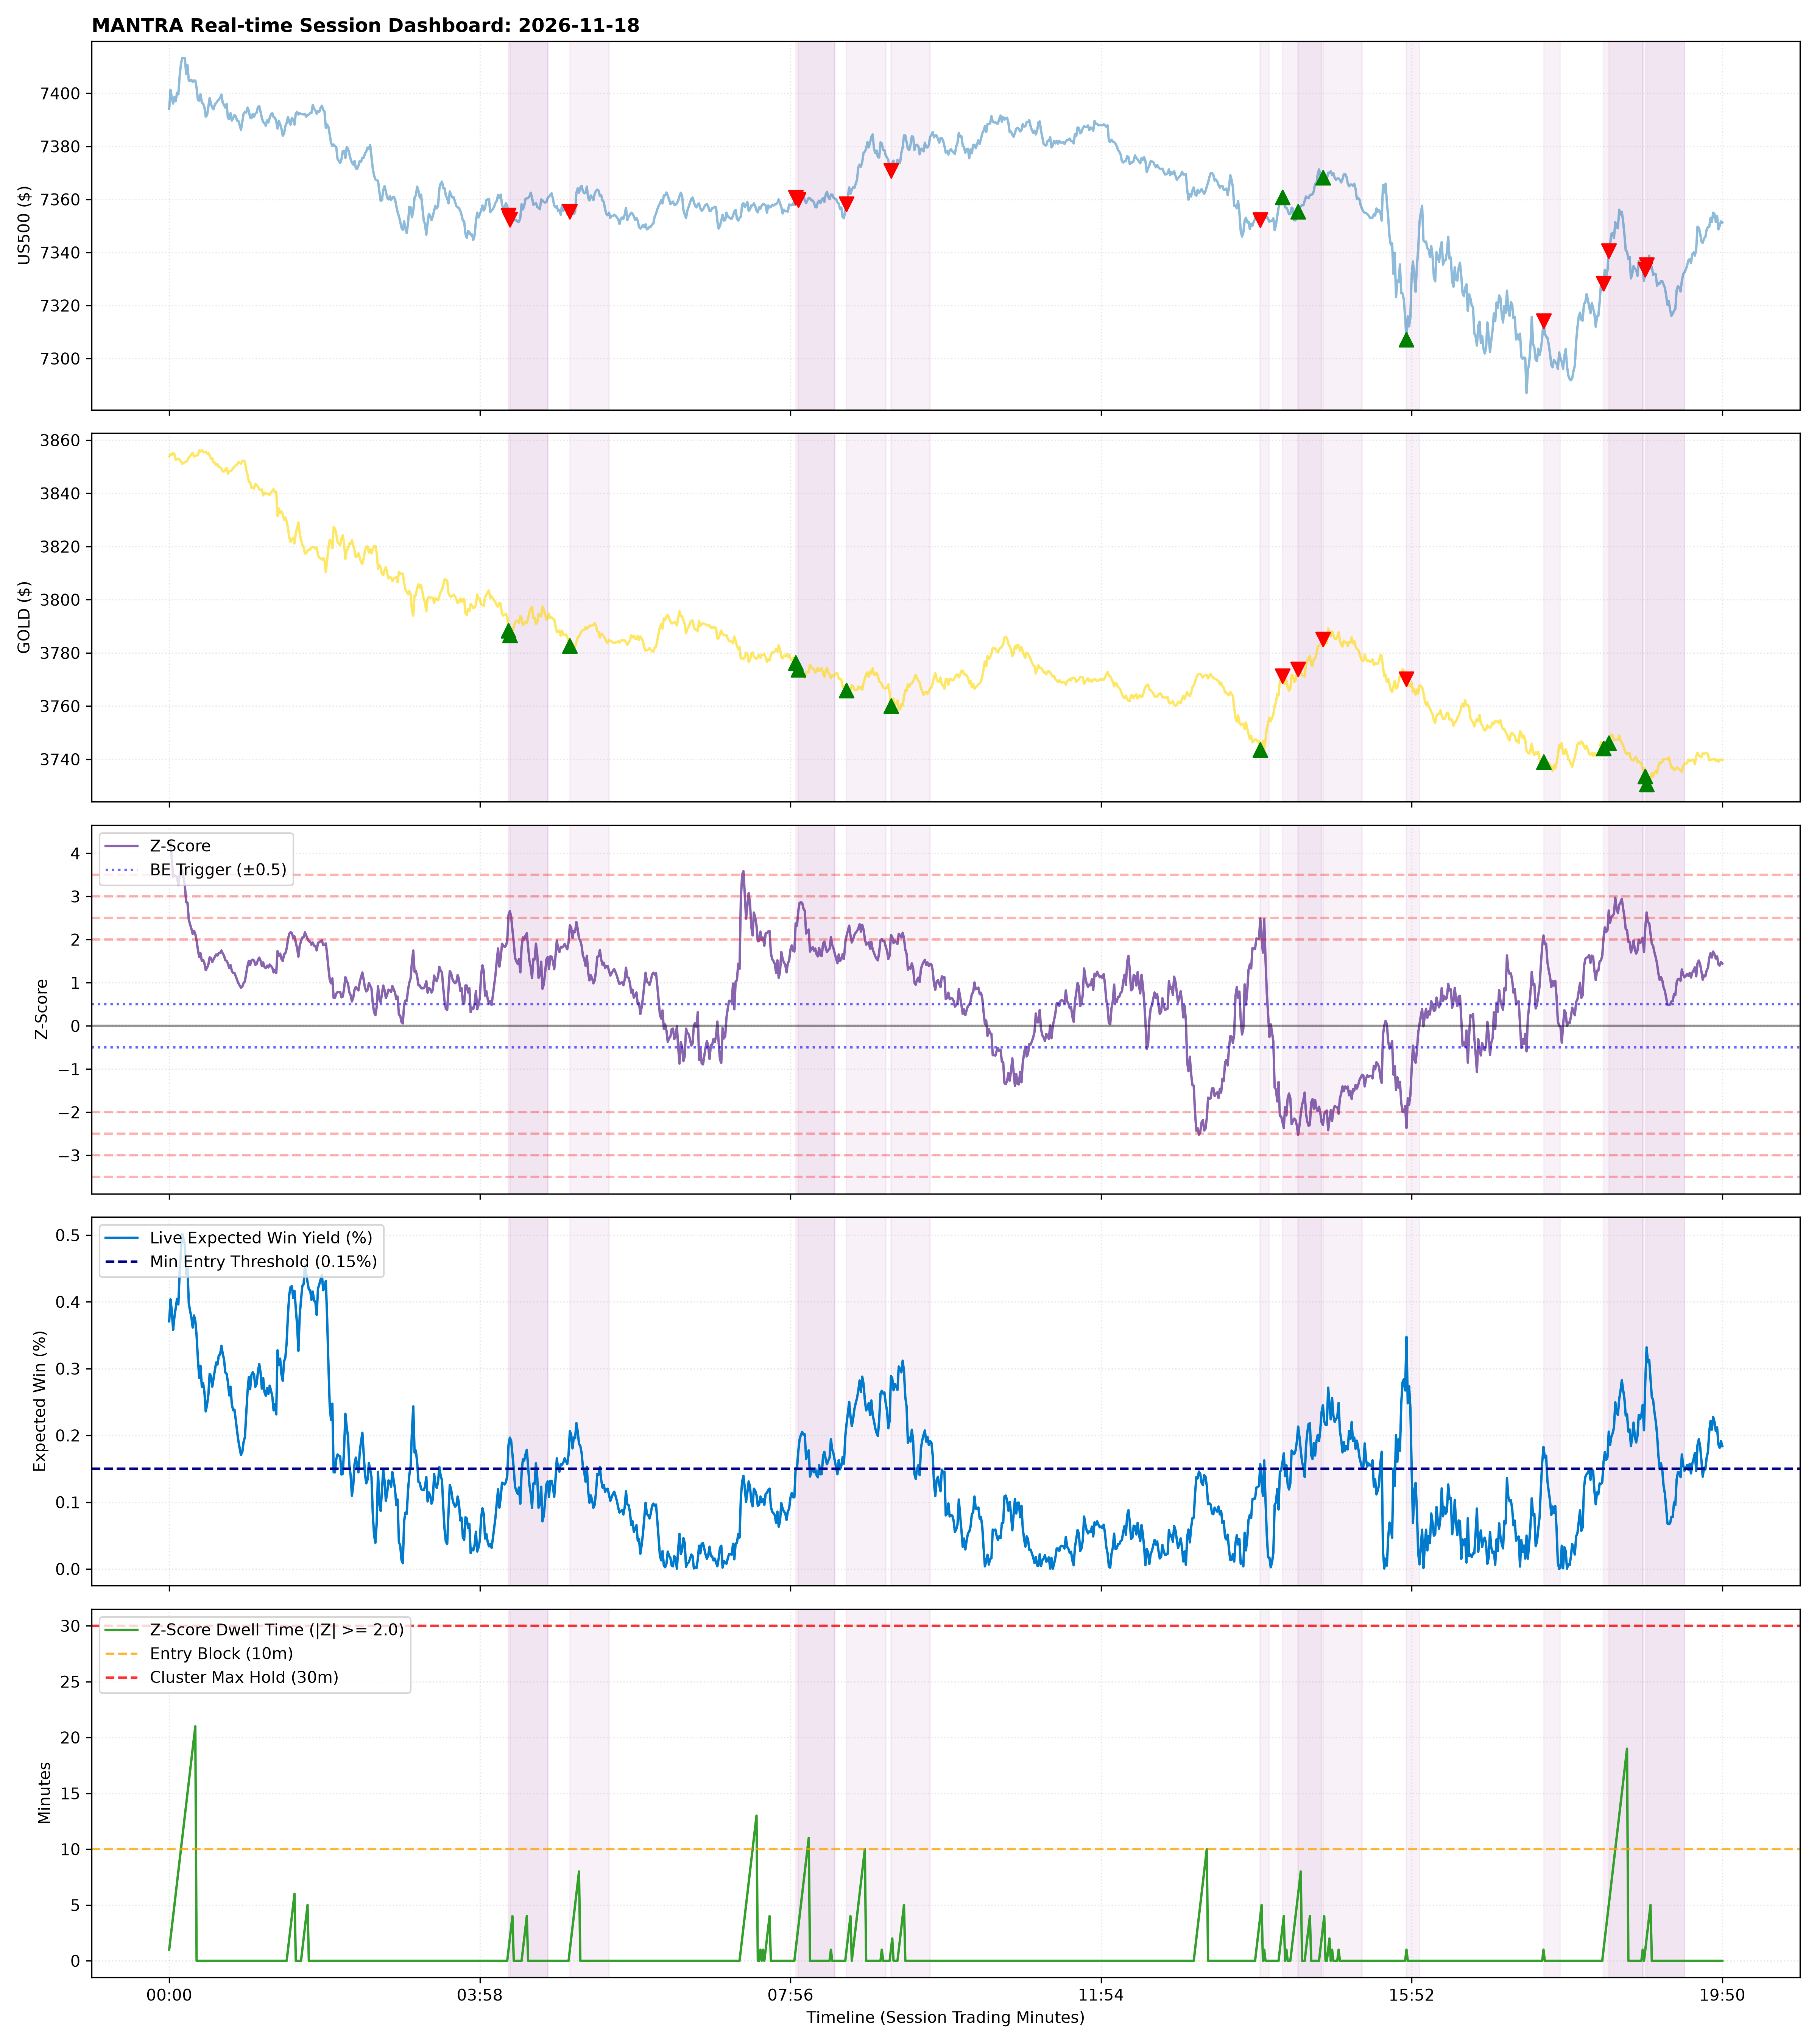 MANTRA Real-time Session Dashboard: 2026-11-18
US500 ($)
7400
7380
7360
7340
7320
7300
GOLD ($)
3860
3840
3820
3800
3780
3760
3740
Z-Score
4
3
2
1
0
−1
−2
−3
Z-Score
BE Trigger (±0.5)
Expected Win (%)
0.5
0.4
0.3
0.2
0.1
0.0
Live Expected Win Yield (%)
Min Entry Threshold (0.15%)
Minutes
30
25
20
15
10
5
0
Z-Score Dwell Time (|Z| >= 2.0)
Entry Block (10m)
Cluster Max Hold (30m)
00:00 03:58 07:56 11:54 15:52 19:50
Timeline (Session Trading Minutes)